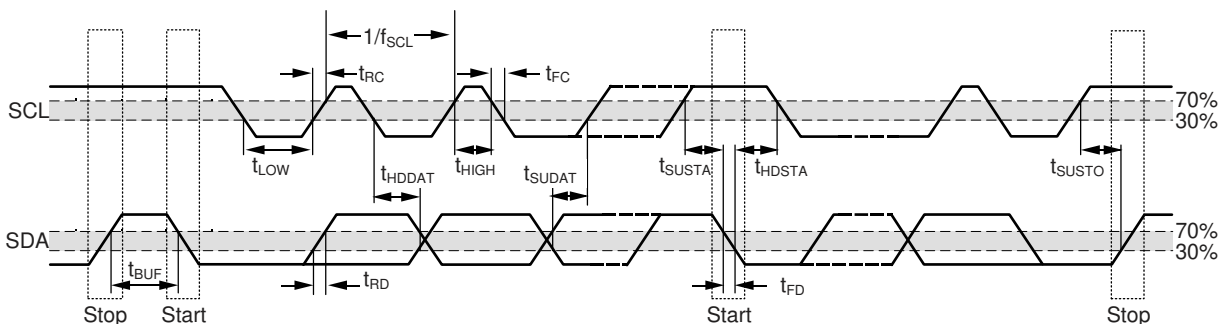 1/fSCL
tRC
tFC
SCL
70%
30%
tLOW
tHIGH
tSUSTA
tHDSTA
tSUSTO
tHDDAT
tSUDAT
SDA
70%
30%
tBUF
tRD
tFD
Stop
Start
Start
Stop